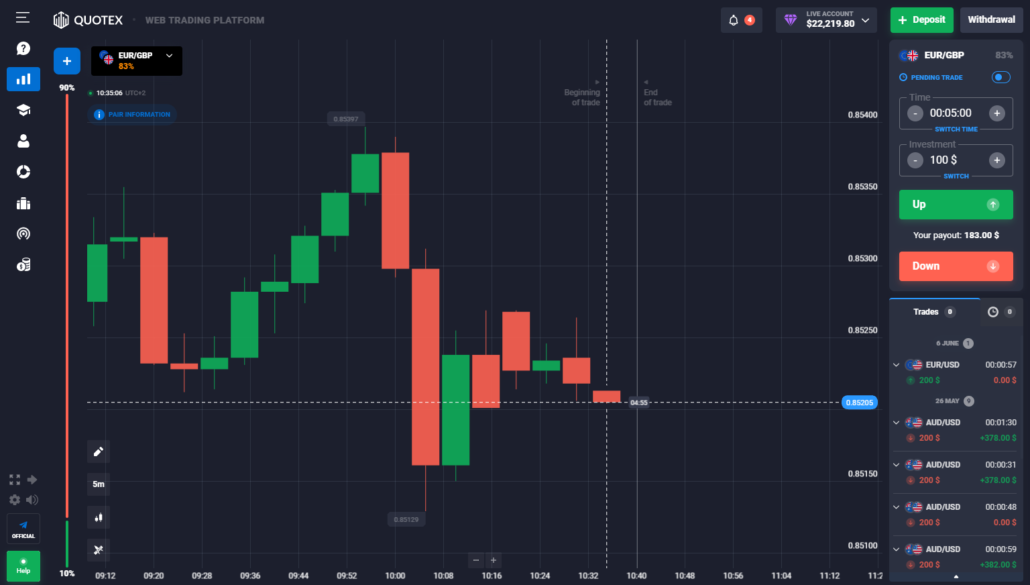 QUOTEX
WEB TRADING PLATFORM
4
LIVE ACCOUNT
$22,219.80
+ Deposit
Withdrawal
+
EUR/GBP
83%
90%
10:35:06 UTC+2
PAIR INFORMATION
0.85397
Beginning
of trade
End
of trade
0.85400
0.85350
0.85300
0.85250
0.85205
04:53
0.85150
0.85100
0.85129
5m
OFFICIAL
Help
10%
− +
09:12 09:20 09:28 09:36 09:44 09:52 10:00 10:08 10:16 10:24 10:32 10:40 10:48 10:56 11:04 11:12 11:2
EUR/GBP 83%
PENDING TRADE
Time
- 00:05:00 +
SWITCH TIME
Investment
- 100 $ +
SWITCH
Up
Your payout: 183.00 $
Down
Trades 0
0
6 JUNE 1
EUR/USD 00:00:57
200 $ 0.00 $
26 MAY
AUD/USD 00:01:30
200 $ +378.00 $
AUD/USD 00:00:31
200 $ +378.00 $
AUD/USD 00:00:48
200 $ 0.00 $
AUD/USD 00:00:59
200 $ +382.00 $